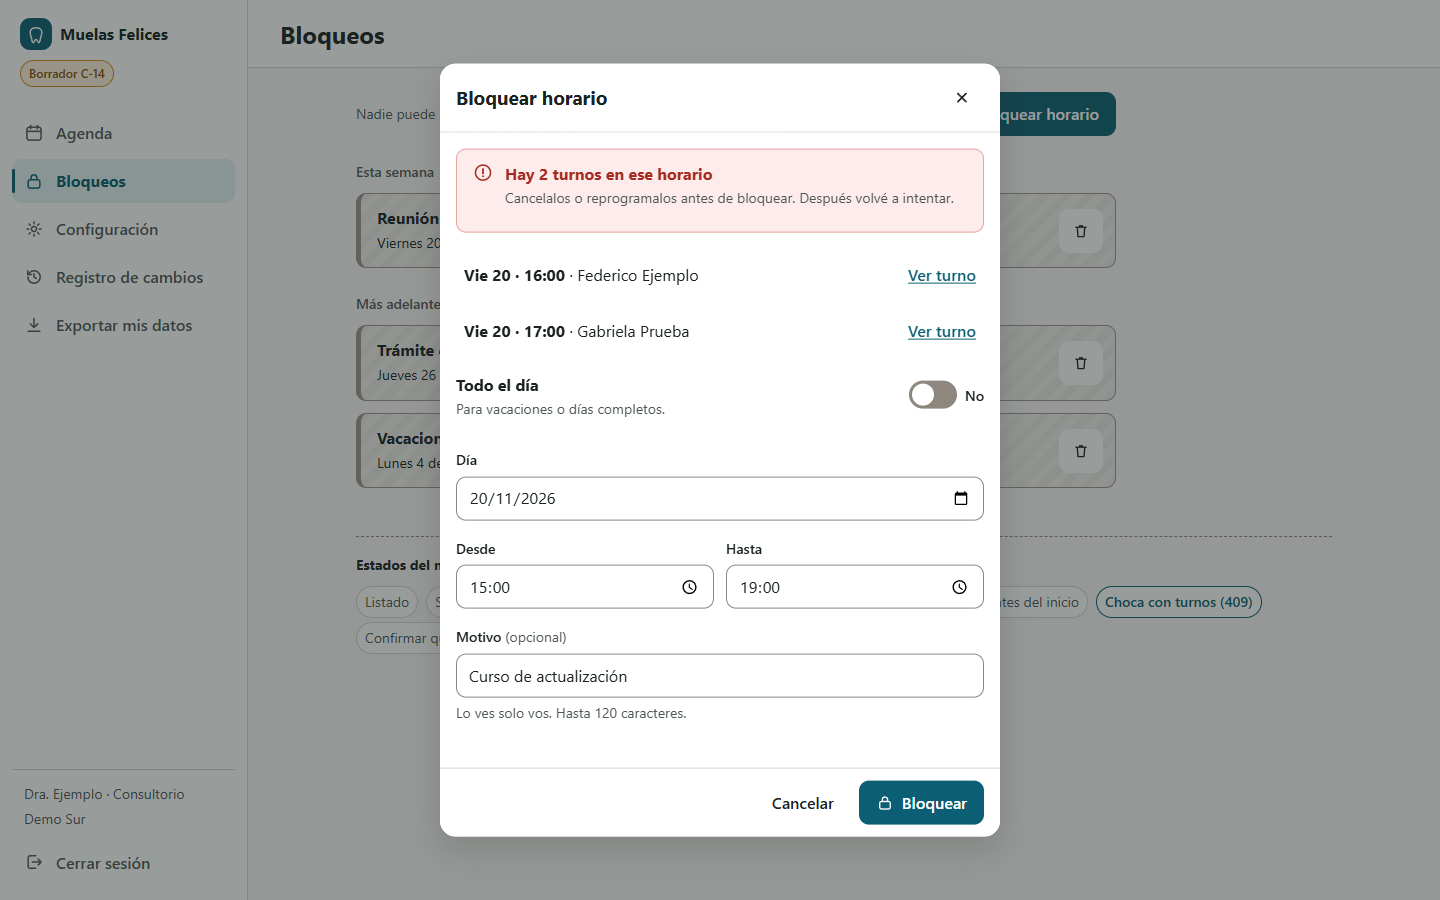 Muelas Felices
Borrador C-14
Agenda
Bloqueos
Configuración
Registro de cambios
Exportar mis datos
Dra. Ejemplo · Consultorio
Demo Sur
Cerrar sesión
Bloqueos
Nadie puede
quear horario
Esta semana
Reunión
Viernes 20
Más adelante
Trámite
Jueves 26
Vacacion
Lunes 4 de
Estados del
Listado
tes del inicio
Choca con turnos (409)
Confirmar
Bloquear horario
Hay 2 turnos en ese horario
Cancelalos o reprogramalos antes de bloquear. Después volvé a intentar.
Vie 20 · 16:00 · Federico Ejemplo
Ver turno
Vie 20 · 17:00 · Gabriela Prueba
Ver turno
Todo el día
Para vacaciones o días completos.
No
Día
20/11/2026
Desde
Hasta
15:00
19:00
Motivo (opcional)
Curso de actualización
Lo ves solo vos. Hasta 120 caracteres.
Cancelar
Bloquear